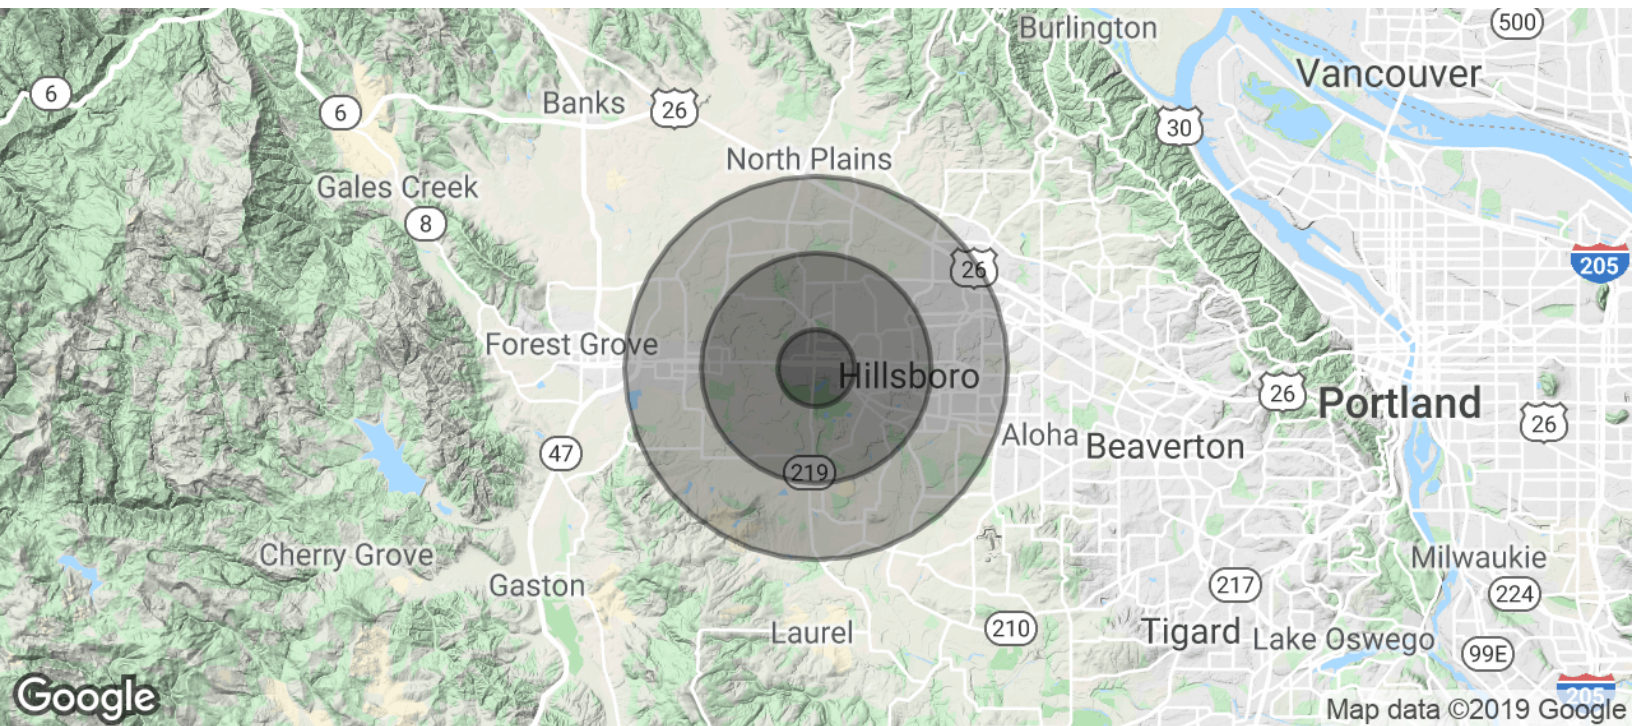 Burlington
500
Vancouver
6
6
Banks
26
30
North Plains
Gales Creek
8
26
205
Forest Grove
Hillsboro
26
Portland
26
Aloha
Beaverton
47
219
Cherry Grove
Gaston
Milwaukie
217
224
Laurel
210
Tigard
Lake Oswego
99E
205
Google
Map data ©2019 Google